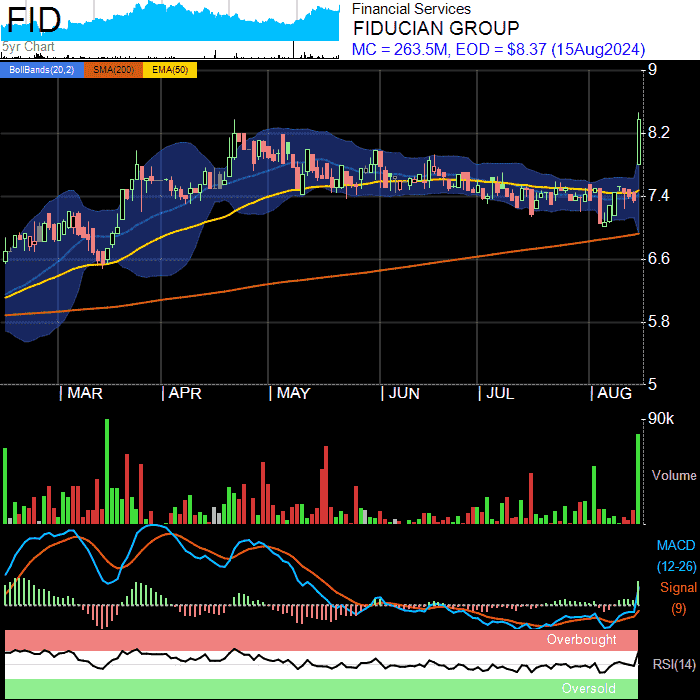 FID
5yr Chart
Financial Services
FIDUCIAN GROUP
MC = 263.5M, EOD = $8.37 (15Aug2024)
BollBands(20,2) SMA(200) EMA(50)
9
8.2
7.4
6.6
5.8
5
MAR APR MAY JUN JUL AUG
90k
Volume
MACD
(12-26)
Signal
(9)
Overbought
RSI(14)
Oversold